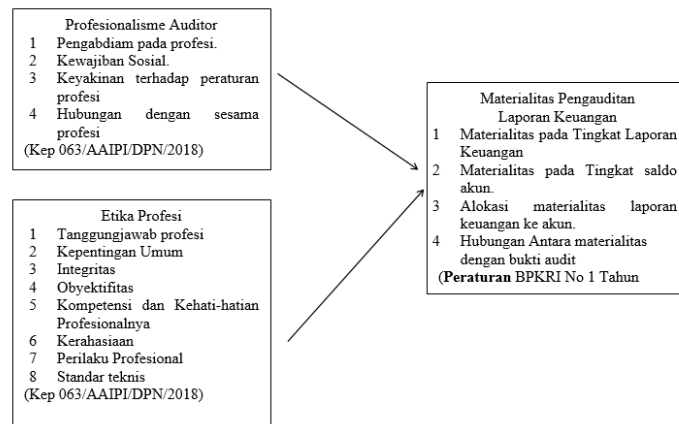 Profesionalisme Auditor
1 Pengabdiam pada profesi.
2 Kewajiban Sosial.
3 Keyakinan terhadap peraturan
profesi
4 Hubungan dengan sesama
profesi
(Kep 063/AAIPI/DPN/2018)
Etika Profesi
1 Tanggungjawab profesi
2 Kepentingan Umum
3 Integritas
4 Obyektifitas
5 Kompetensi dan Kehati-hatian
Profesionalnya
6 Kerahasiaan
7 Perilaku Profesional
8 Standar teknis
(Kep 063/AAIPI/DPN/2018)
Materialitas Pengauditan
Laporan Keuangan
1 Materialitas pada Tingkat Laporan
Keuangan
2 Materialitas pada Tingkat saldo
akun.
3 Alokasi materialitas laporan
keuangan ke akun.
4 Hubungan Antara materialitas
dengan bukti audit
(Peraturan BPKRI No 1 Tahun